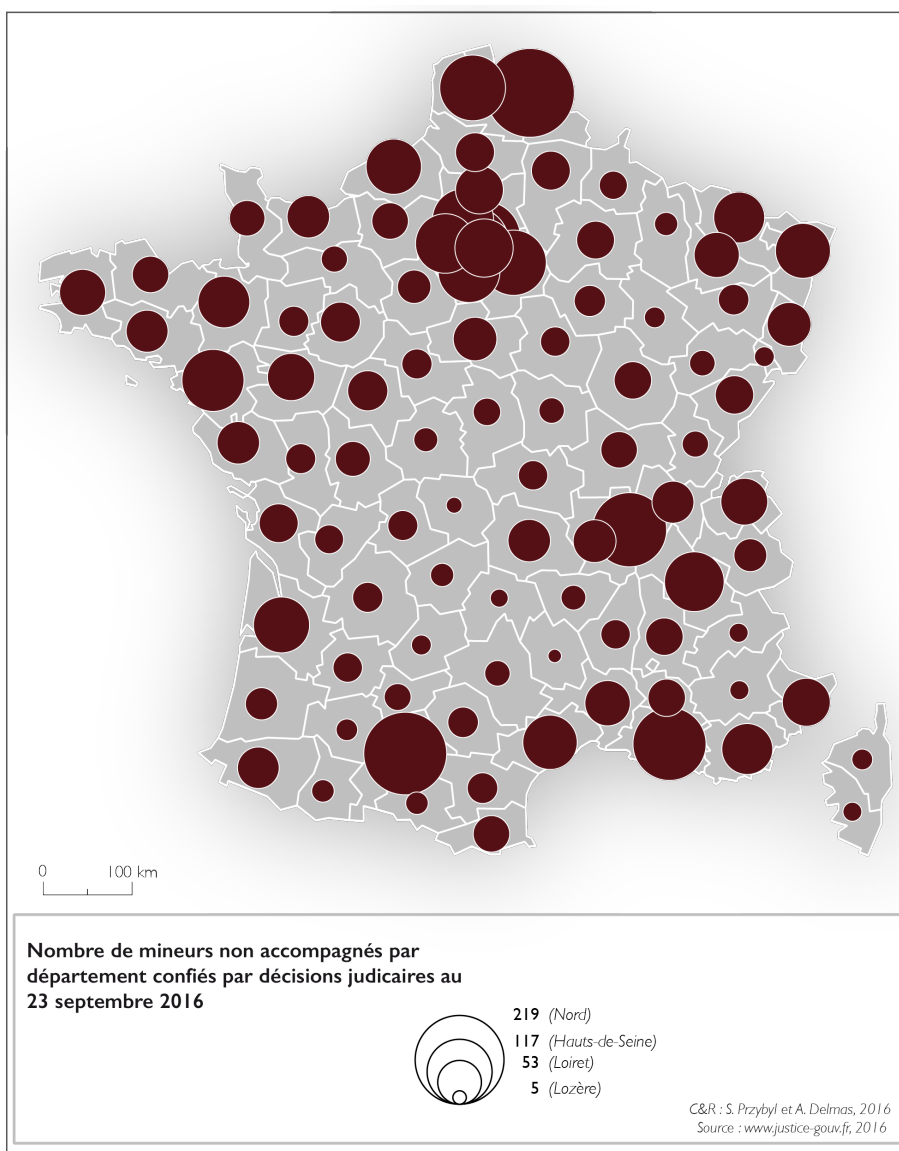 0 100 km
Nombre de mineurs non accompagnés par
département confiés par décisions judicaires au
23 septembre 2016
219 (Nord)
117 (Hauts-de-Seine)
53 (Loiret)
5 (Lozère)
C&R : S. Przybyl et A. Delmas, 2016
Source : www.justice-gouv.fr, 2016